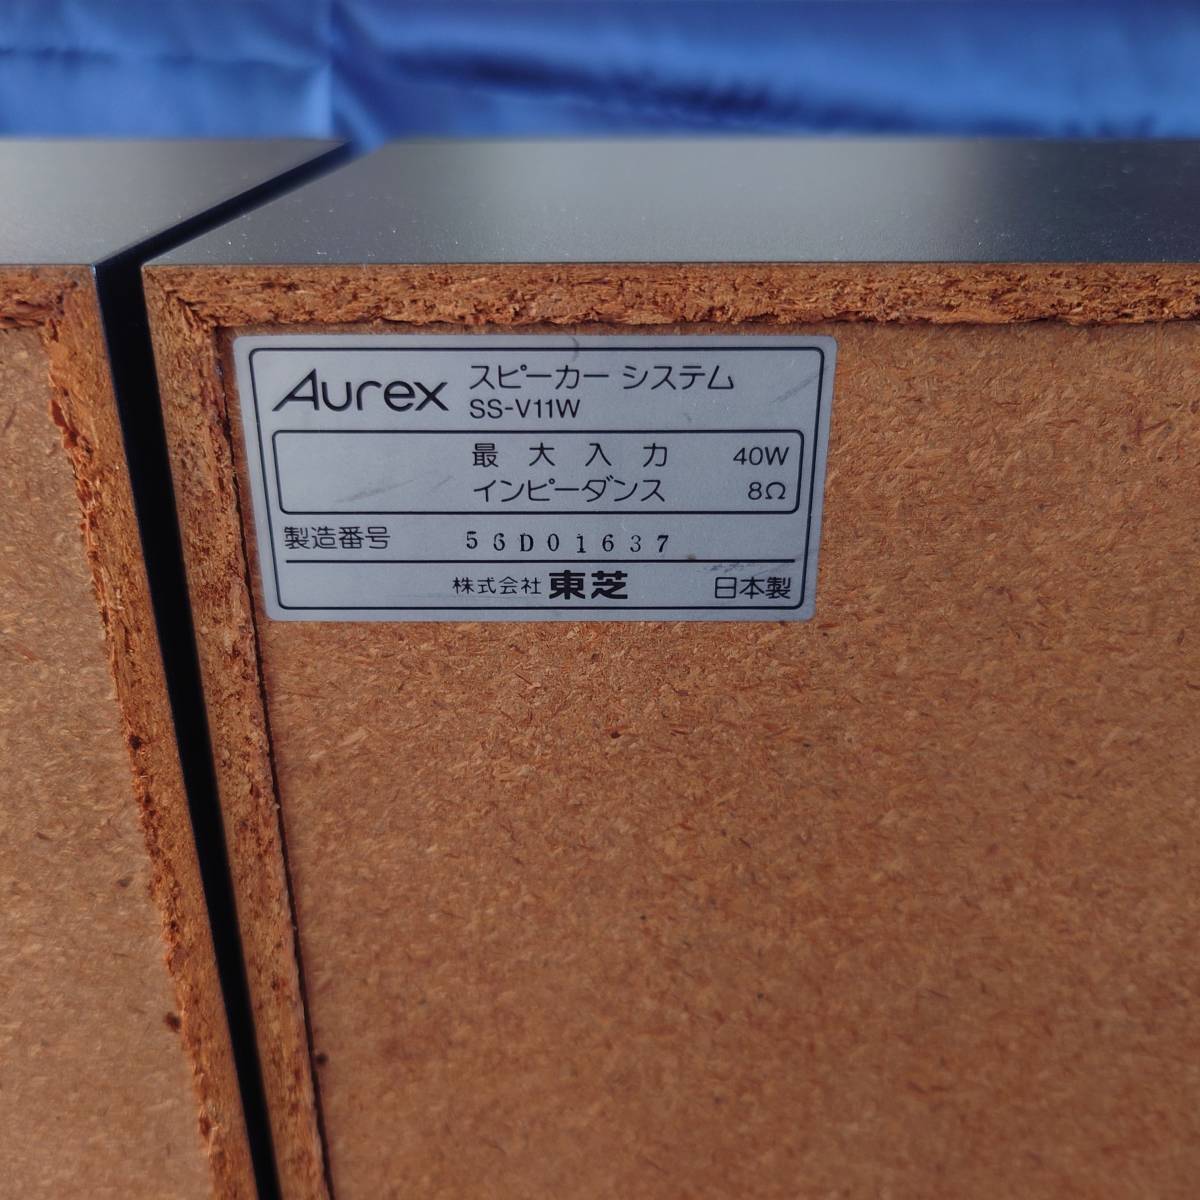 Aurex スピーカー システム
SS-V11W
最大入力 40W
インピーダンス 8Ω
製造番号 56D01637
株式会社 東芝 日本製